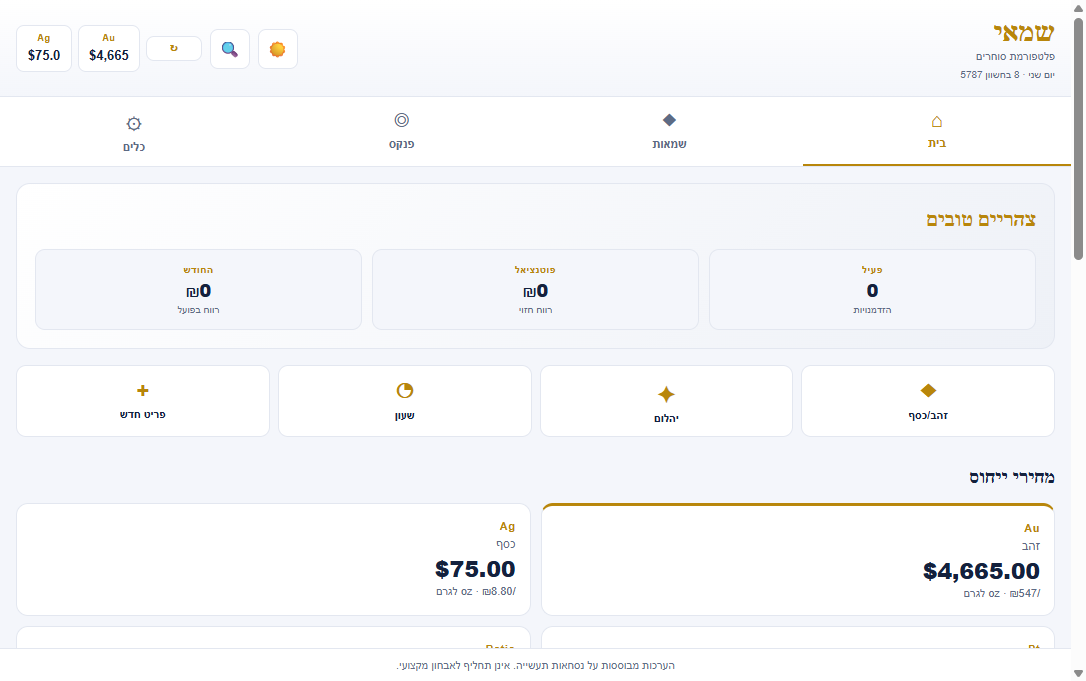 שמאי
פלטפורמת סוחרים
יום שני · 8 בחשוון 5787
↻
Au
$4,665
Ag
$75.0
בית
שמאות
פנקס
כלים
צהריים טובים
פעיל
0
הזדמנויות
פוטנציאל
₪0
רווח חזוי
החודש
₪0
רווח בפועל
זהב/כסף
יהלום
שעון
+
פריט חדש
מחירי ייחוס
Au
זהב
$4,665.00
/oz · ₪547 לגרם
Ag
כסף
$75.00
/oz · ₪8.80 לגרם
הערכות מבוססות על נסחאות תעשייה. אינן תחליף לאבחון מקצועי.